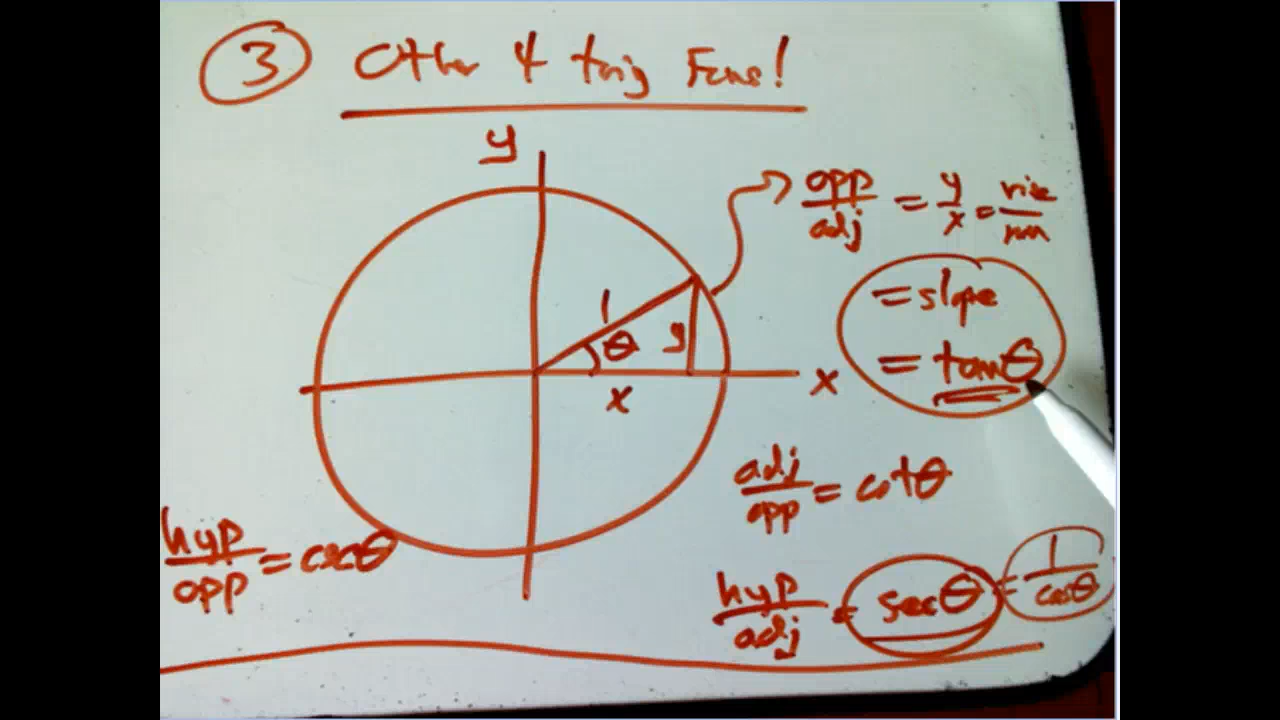 3 Other 4 trig Fcns!
y
opp/adj = y/x = rise/run
= slope
= tanθ
1
θ
y
x
x
adj/opp = cotθ
hyp/opp = cscθ
hyp/adj = secθ = 1/cosθ